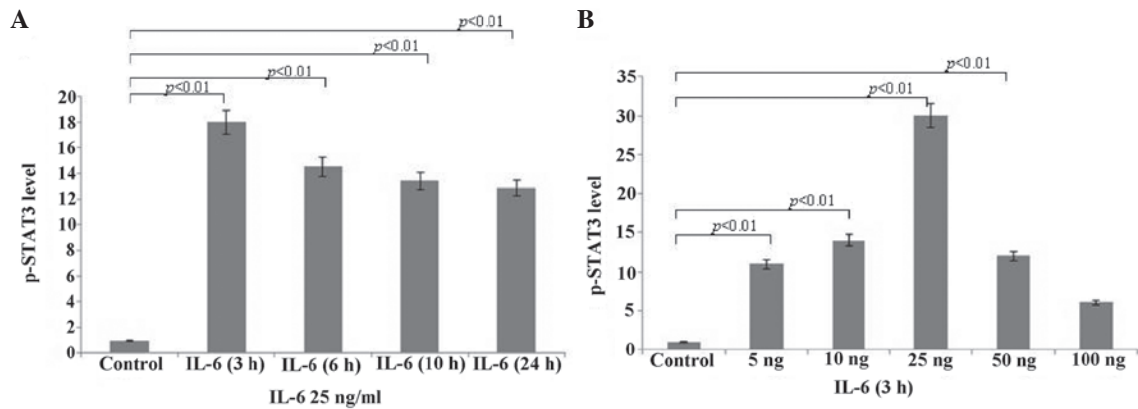 A
p<0.01
p<0.01
p<0.01
p<0.01
20
18
16
14
12
10
8
6
4
2
0
p-STAT3 level
Control IL-6 (3 h) IL-6 (6 h) IL-6 (10 h) IL-6 (24 h)
IL-6 25 ng/ml
B
p<0.01
p<0.01
p<0.01
p<0.01
35
30
25
20
15
10
5
0
p-STAT3 level
Control 5 ng 10 ng 25 ng 50 ng 100 ng
IL-6 (3 h)